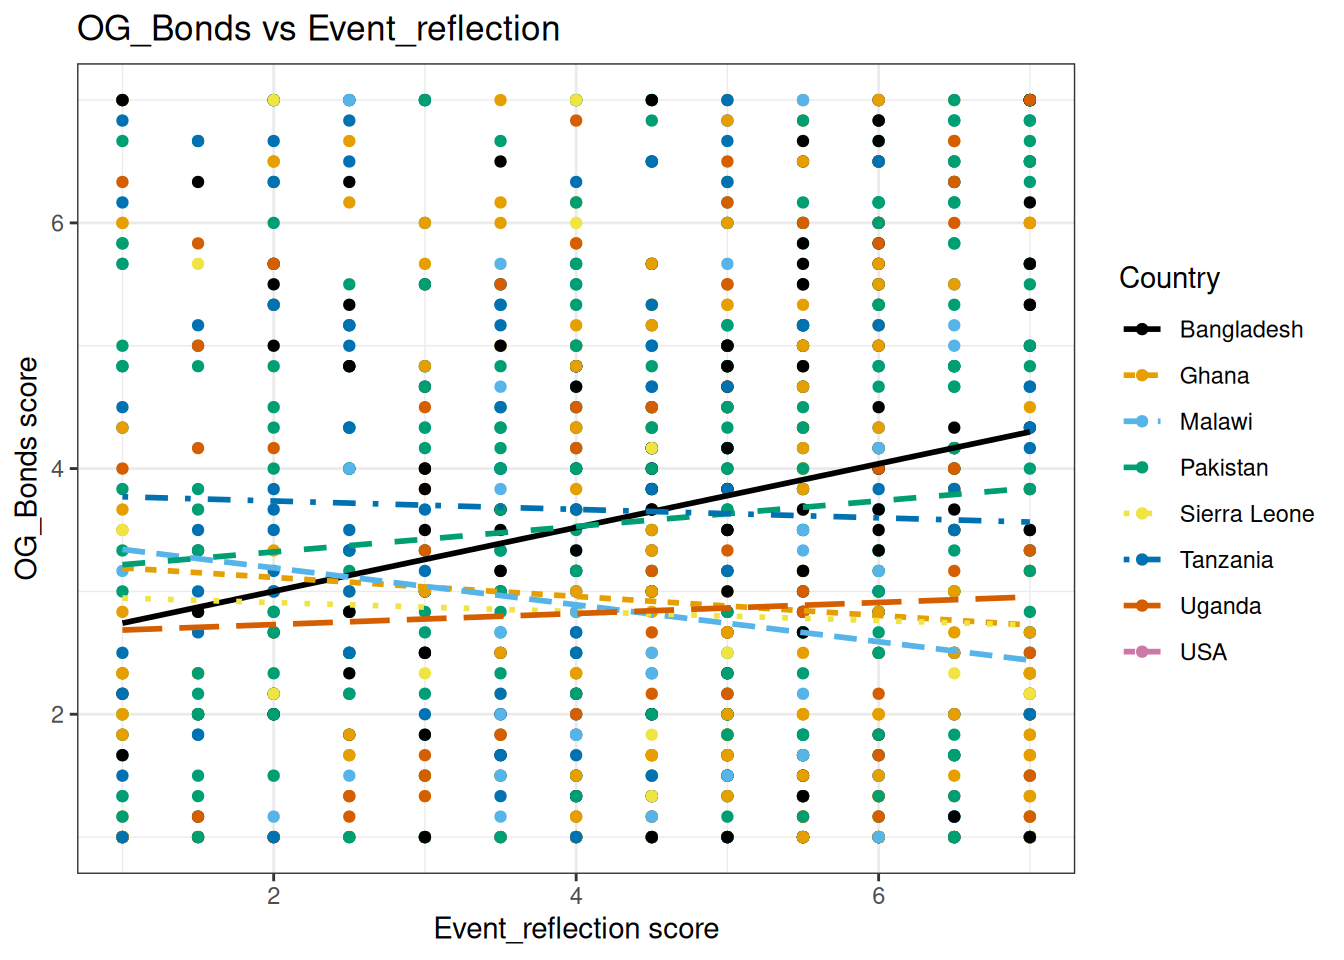 OG_Bonds vs Event_reflection
OG_Bonds score
6
4
2
2
4
6
Event_reflection score
Country
Bangladesh
Ghana
Malawi
Pakistan
Sierra Leone
Tanzania
Uganda
USA